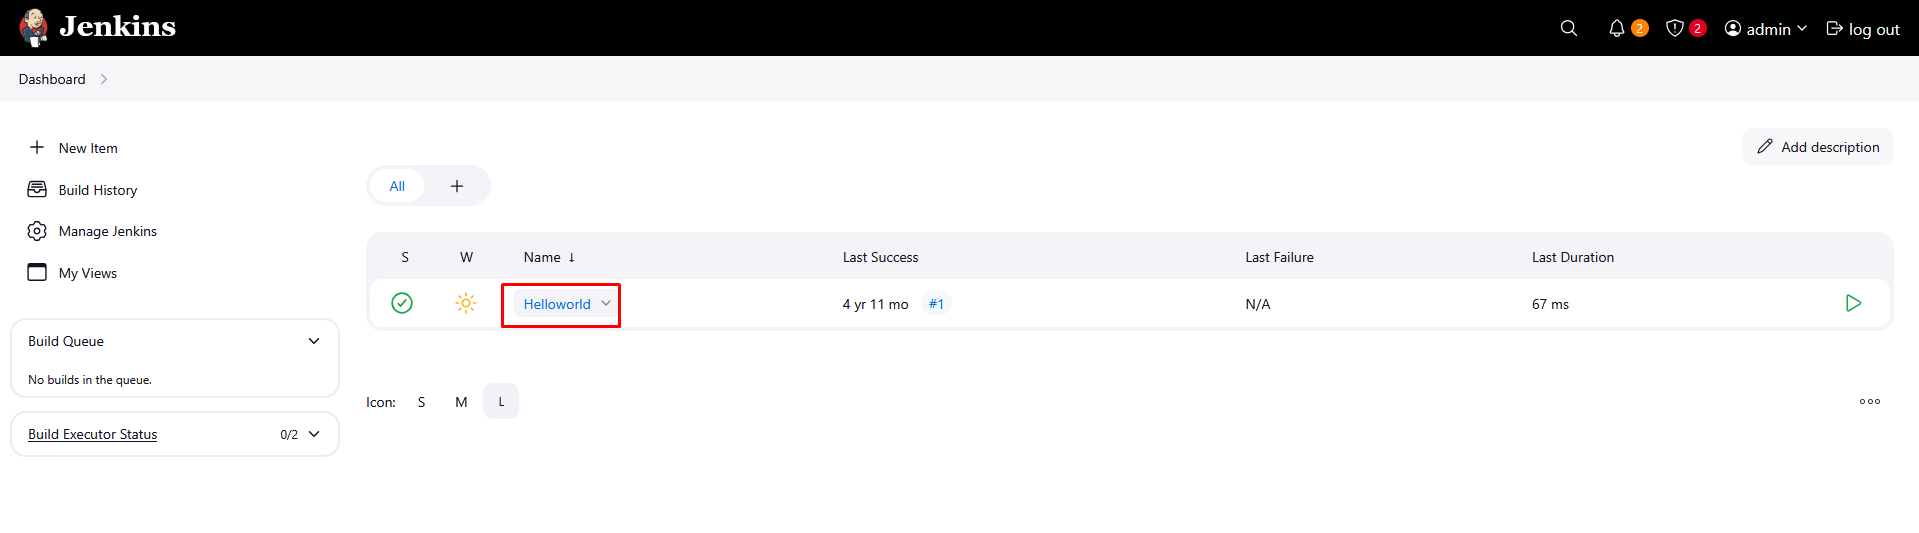 Jenkins
2 2 admin log out
Dashboard
New Item
Build History
Manage Jenkins
My Views
Build Queue
No builds in the queue.
Build Executor Status 0/2
Add description
All +
S W Name ↓ Last Success Last Failure Last Duration
Helloworld 4 yr 11 mo #1 N/A 67 ms
Icon: S M L